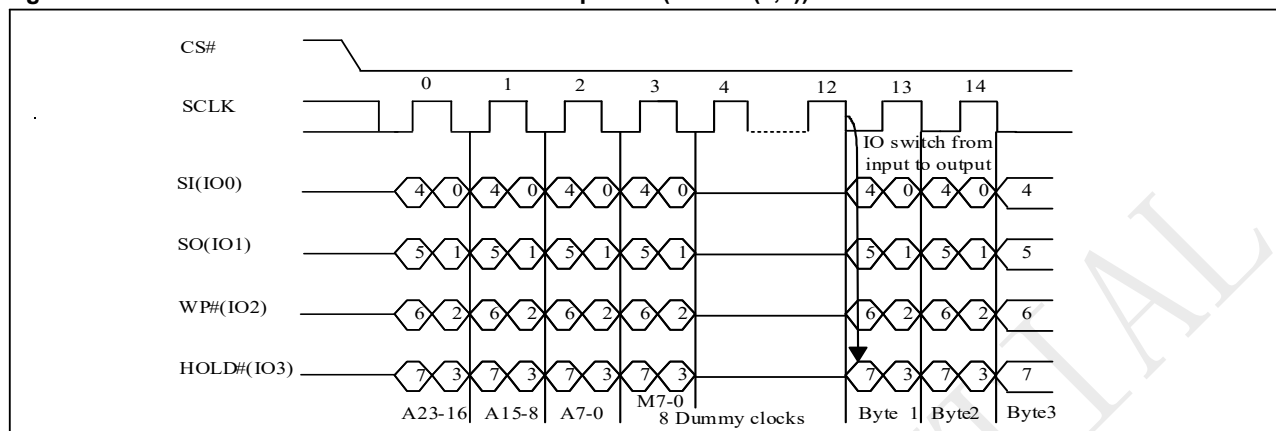 CS#
0 1 2 3 4 12 13 14
SCLK
IO switch from
input to output
SI(IO0) 4 0 4 0 4 0 4 0 4 0 4 0 4
SO(IO1) 5 1 5 1 5 1 5 1 5 1 5 1 5
WP#(IO2) 6 2 6 2 6 2 6 2 6 2 6 2 6
HOLD#(IO3) 7 3 7 3 7 3 7 3 7 3 7 3 7
A23-16 A15-8 A7-0 M7-0 8 Dummy clocks Byte 1 Byte2 Byte3